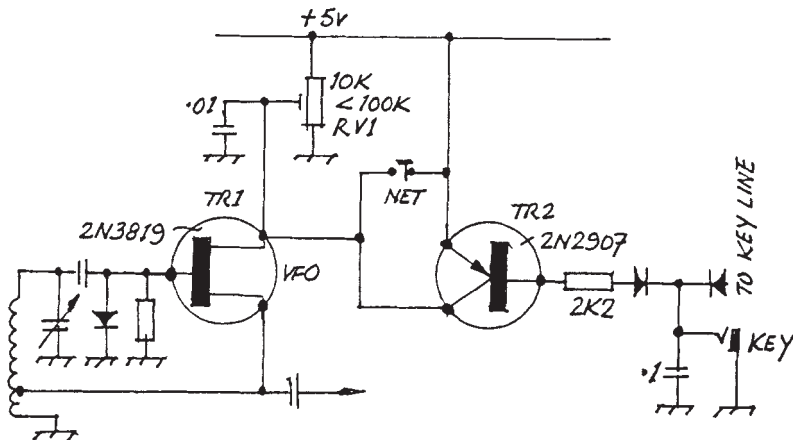 +5v
10K
<100K
RV1
.01
TR1
2N3819
VFO
NET
TR2
2N2907
2K2
TO KEY LINE
KEY
.1